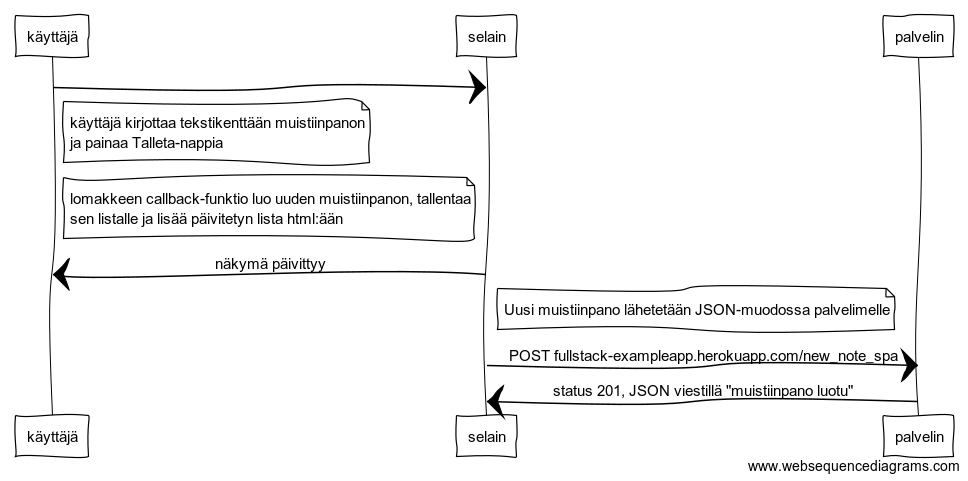 käyttäjä
selain
palvelin
käyttäjä kirjottaa tekstikenttään muistiinpanon
ja painaa Talleta-nappia
lomakkeen callback-funktio luo uuden muistiinpanon, tallentaa
sen listalle ja lisää päivitetyn lista html:ään
näkymä päivittyy
Uusi muistiinpano lähetetään JSON-muodossa palvelimelle
POST fullstack-exampleapp.herokuapp.com/new_note_spa
status 201, JSON viestillä "muistiinpano luotu"
käyttäjä
selain
palvelin
www.websequencediagrams.com